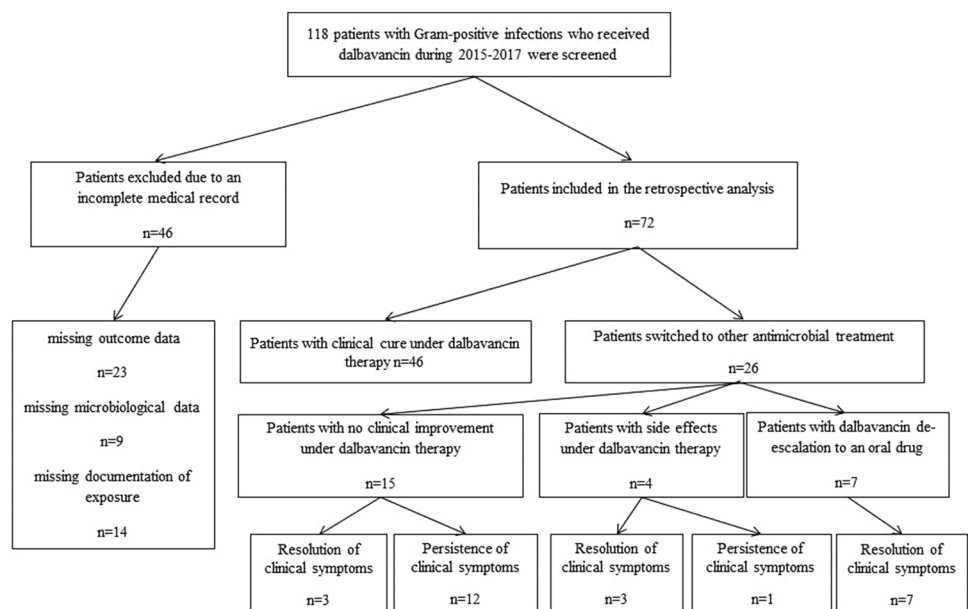 118 patients with Gram-positive infections who received
dalbavancin during 2015-2017 were screened
Patients excluded due to an
incomplete medical record
n=46
Patients included in the retrospective analysis
n=72
missing outcome data
n=23
missing microbiological data
n=9
missing documentation of
exposure
n=14
Patients with clinical cure under dalbavancin
therapy n=46
Patients switched to other antimicrobial treatment
n=26
Patients with no clinical improvement
under dalbavancin therapy
n=15
Patients with side effects
under dalbavancin therapy
n=4
Patients with dalbavancin de-
escalation to an oral drug
n=7
Resolution of
clinical symptoms
n=3
Persistence of
clinical symptoms
n=12
Resolution of
clinical symptoms
n=3
Persistence of
clinical symptoms
n=1
Resolution of
clinical symptoms
n=7